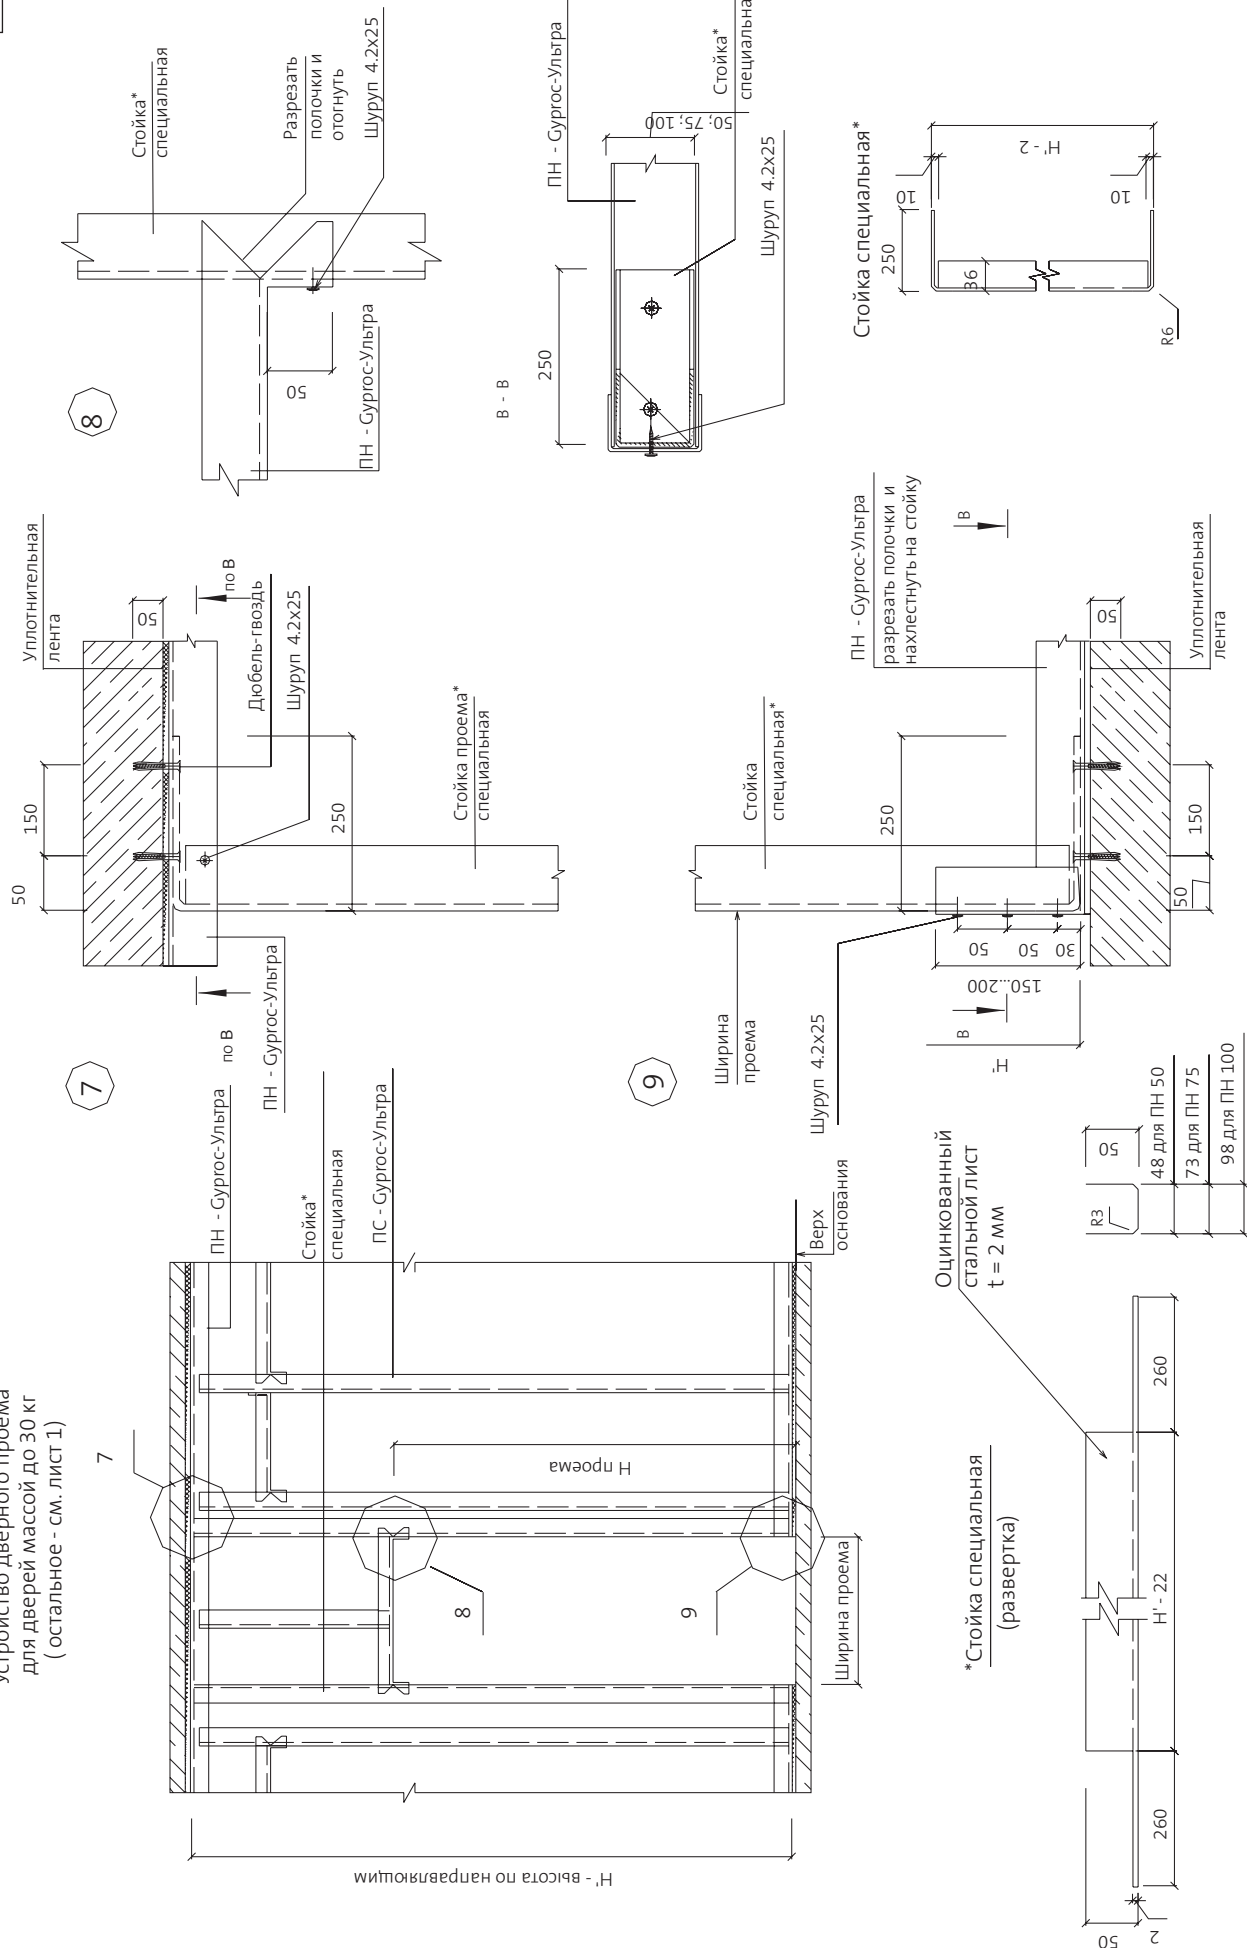 Устройство дверного проема
для дверей массой до 30 кг
( остальное - см. лист 1)
7
8
9
ПН - Gyproc-Ультра
Стойка*
специальная
ПС - Gyproc-Ультра
Верх
основания
H проема
Ширина проема
H' - высота по направляющим
7
50
150
50
Уплотнительная
лента
по В
по В
Дюбель-гвоздь
Шуруп 4.2x25
ПН - Gyproc-Ультра
250
Стойка проема*
специальная
8
Стойка*
специальная
Разрезать
полочки и
отогнуть
Шуруп 4.2x25
50
ПН - Gyproc-Ультра
9
Ширина
проема
Шуруп 4.2x25
Стойка
специальная*
250
ПН - Gyproc-Ультра
разрезать полочки и
нахлестнуть на стойку
В
В
50
50
30
150...200
H'
50
150
50
Уплотнительная
лента
В - В
250
ПН - Gyproc-Ультра
50;75;100
Стойка*
Шуруп 4.2x25
Стойка специальная*
250
36
10
10
H' - 2
R6
*Стойка специальная
(развертка)
Оцинкованный
стальной лист
t = 2 мм
260
H'- 22
260
50
2
R3
50
48 для ПН 50
73 для ПН 75
98 для ПН 100